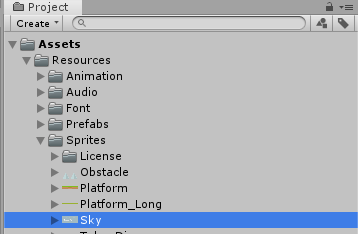 Project
Create
Assets
Resources
Animation
Audio
Font
Prefabs
Sprites
License
Obstacle
Platform
Platform_Long
Sky